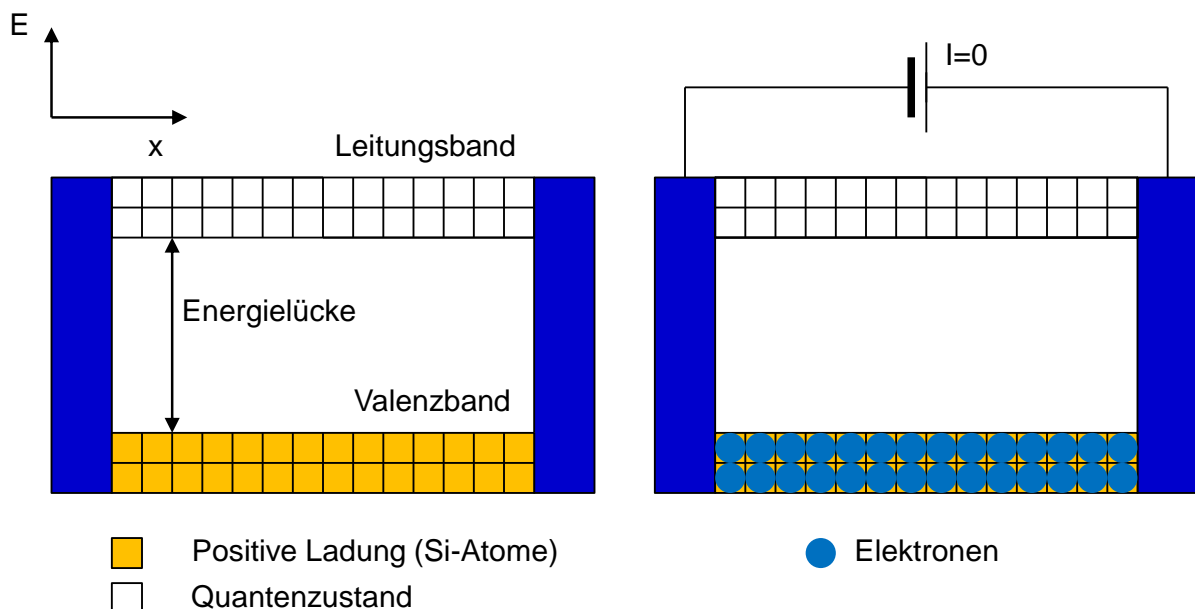 E
I=0
x
Leitungsband
Energielücke
Valenzband
Positive Ladung (Si-Atome)
Elektronen
Quantenzustand